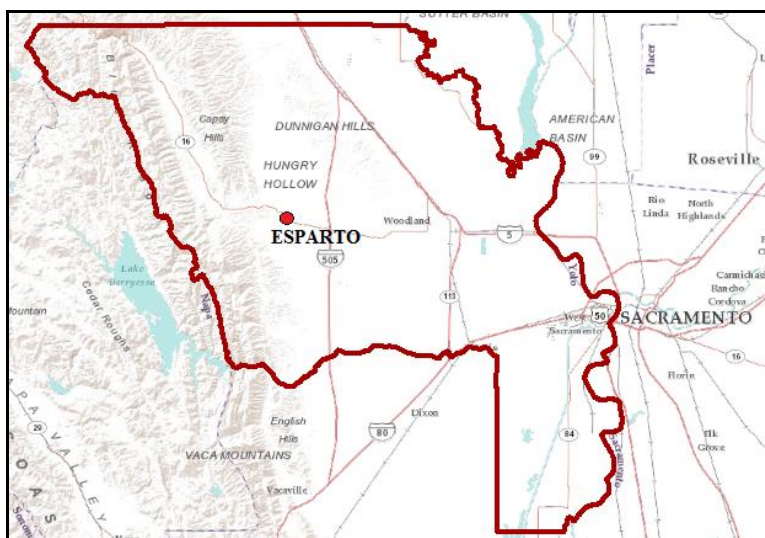 SUTTER BASIN
Placer
Capay
Hills
16
DUNNIGAN HILLS
AMERICAN
BASIN
99
Roseville
HUNGRY
HOLLOW
Rio
Linda
North
Highlands
Woodland
ESPARTO
5
505
Yolo
Lake
Berryessa
Napa
113
Carmichael
Rancho
Cordova
Cedar Roughs
Mountain
West
Sacramento
50
SACRAMENTO
16
Florin
Dixon
English
Hills
80
84
Sacramento
Elk
Grove
29
VACA MOUNTAINS
Vacaville